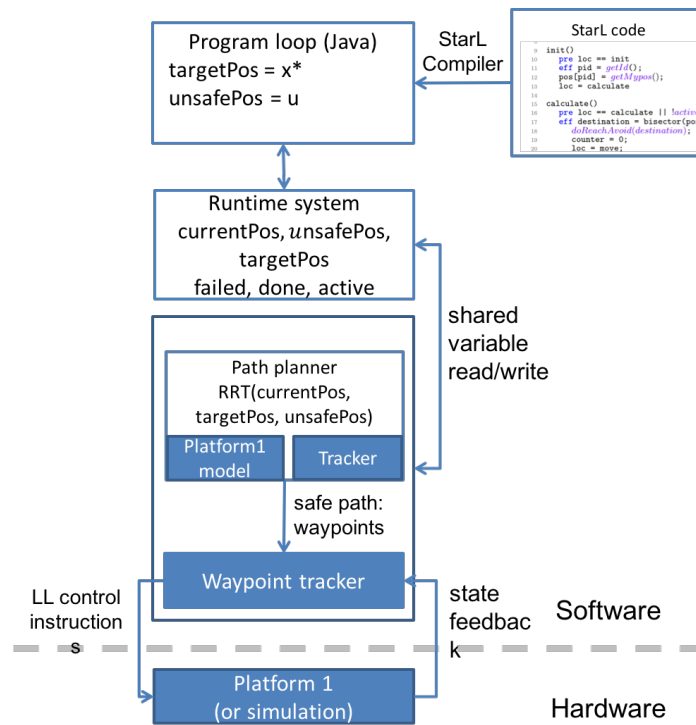 Program loop (Java)
targetPos = x*
unsafePos = u
StarL
Compiler
StarL code
9 init()
10 pre loc == init
11 eff pid = getId();
12 pos[pid] = getMypos();
13 loc = calculate
15 calculate()
16 pre loc == calculate || !active
17 eff destination = bisector(pos
18 doReachAvoid(destination);
19 counter = 0;
20 loc = move;
Runtime system
currentPos, unsafePos,
targetPos
failed, done, active
shared
variable
read/write
Path planner
RRT(currentPos,
targetPos, unsafePos)
Platform1
model
Tracker
safe path:
waypoints
Waypoint tracker
LL control
instruction
s
state
feedbac
k
Software
Platform 1
(or simulation)
Hardware